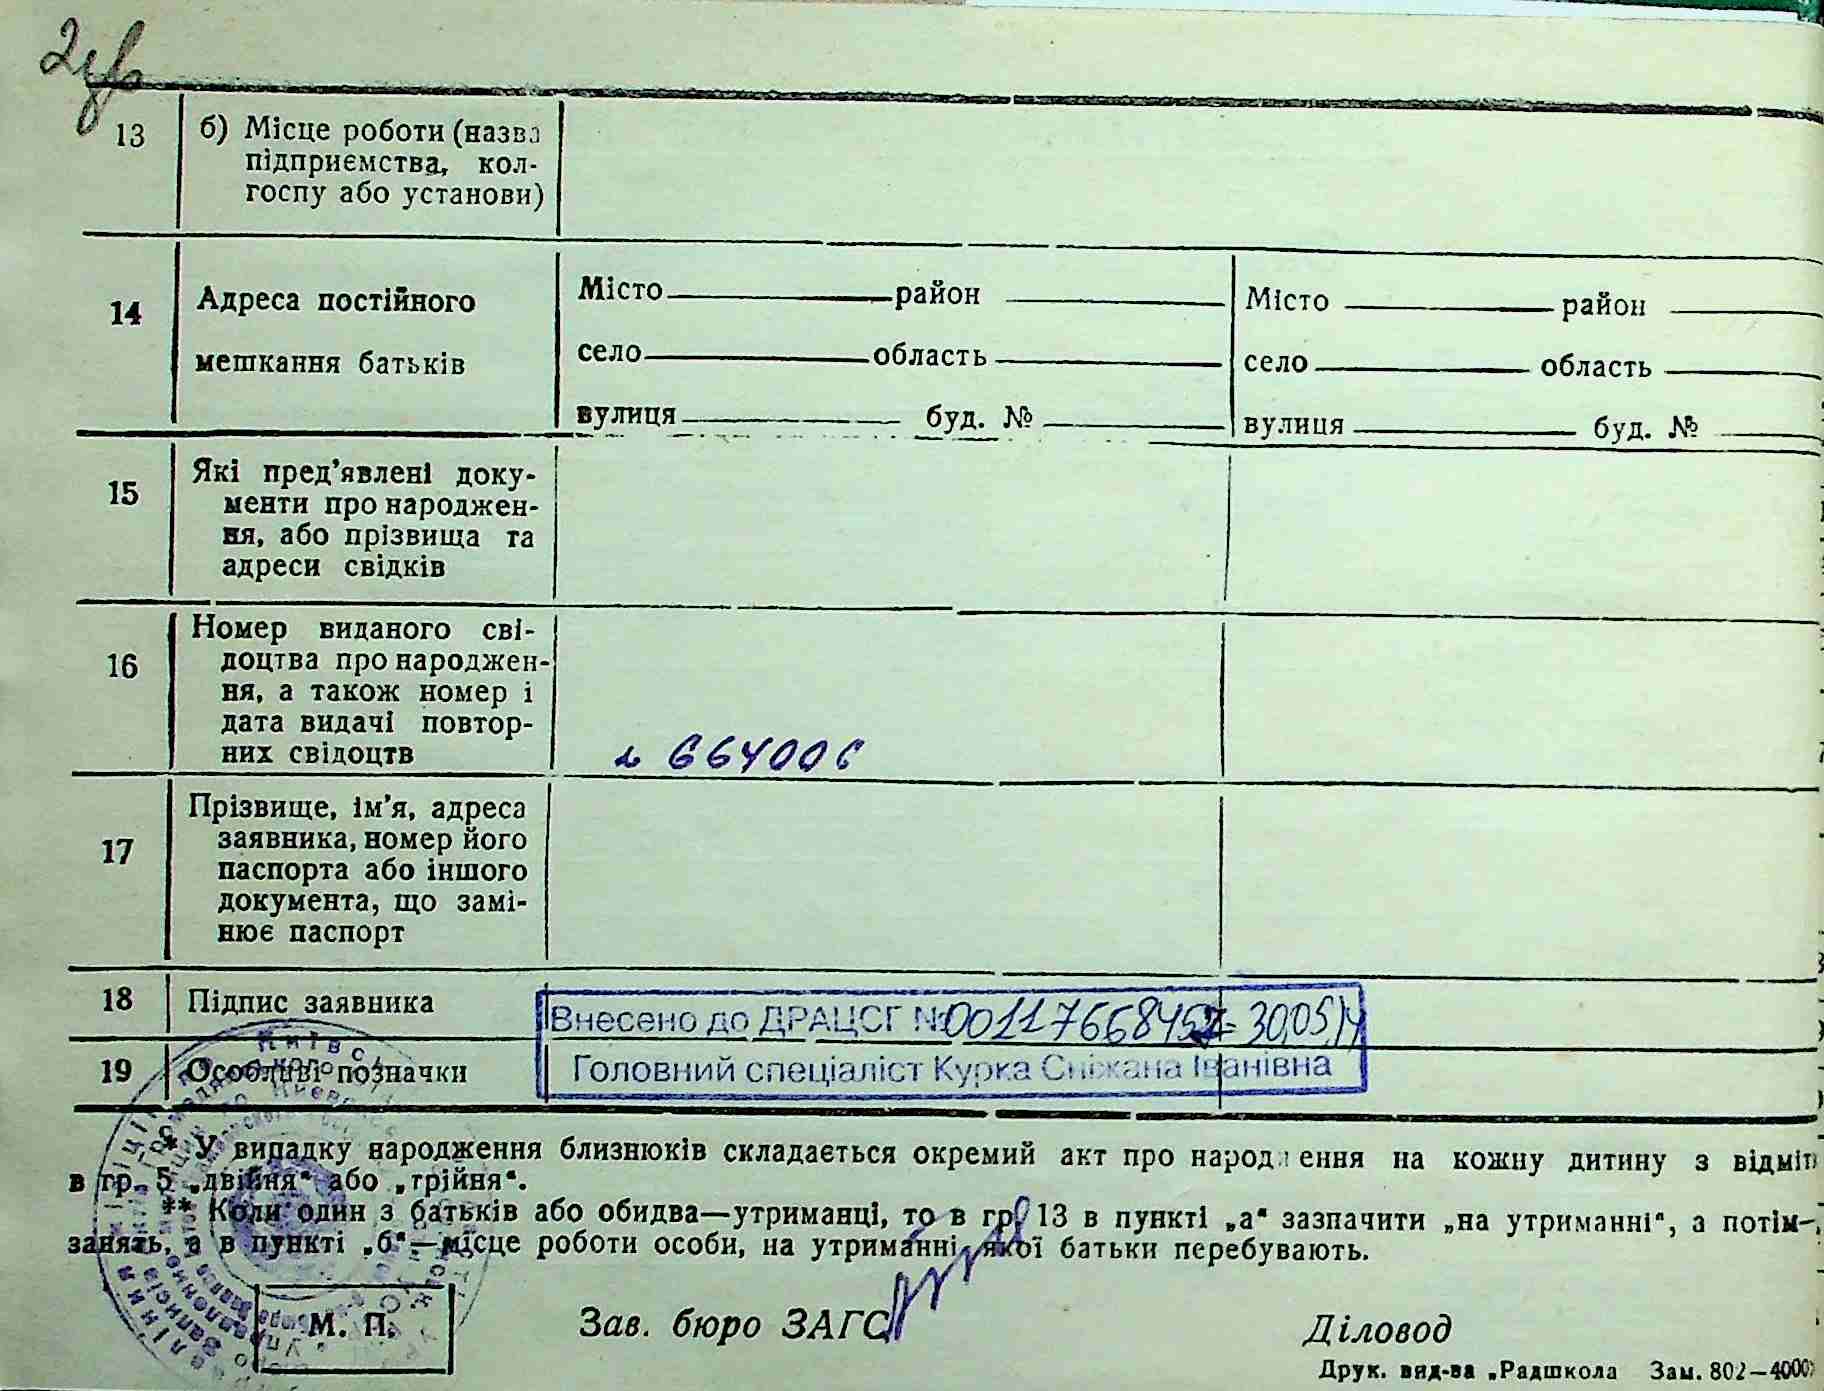 13 б) Місце роботи (назва
підприємства, кол-
госпу або установи)
14 Адреса постійного
мешкання батьків
Місто район
село область
вулиця буд. №
Місто район
село область
вулиця буд. №
15 Які пред'явлені доку-
менти про народжен-
ня, або прізвища та
адреси свідків
16 Номер виданого сві-
доцтва про народжен-
ня, а також номер і
дата видачі повтор-
них свідоцтв
664006
17 Прізвище, ім'я, адреса
заявника, номер його
паспорта або іншого
документа, що замі-
нює паспорт
18 Підпис заявника
Внесено до ДРАЦСГ № 30.05.14
19 Особливі позначки
Головний спеціаліст Курка Сніжана Іванівна
* У випадку народження близнюків складається окремий акт про народження на кожну дитину з відміт
в гр. 5 „двійня“ або „трійня“.
** Коли один з батьків або обидва—утриманці, то в гр. 13 в пункті „а“ зазначити „на утриманні“, а потім—
занять, а в пункті „б“—місце роботи особи, на утриманні якої батьки перебувають.
М. П.
Зав. бюро ЗАГС
Діловод
Друк. вид-ва „Радшкола Зам. 802—4000